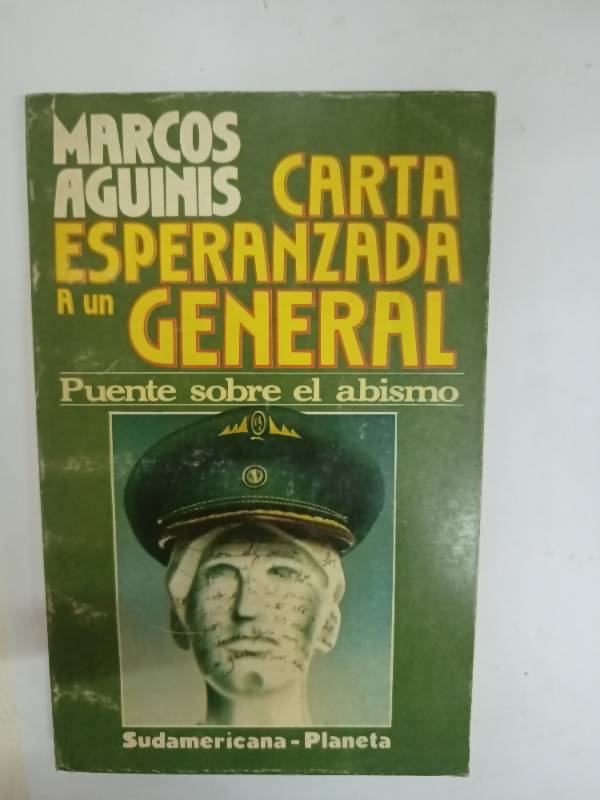 MARCOS
AGUINIS
CARTA
ESPERANZADA
A un GENERAL
Puente sobre el abismo
Sudamericana-Planeta